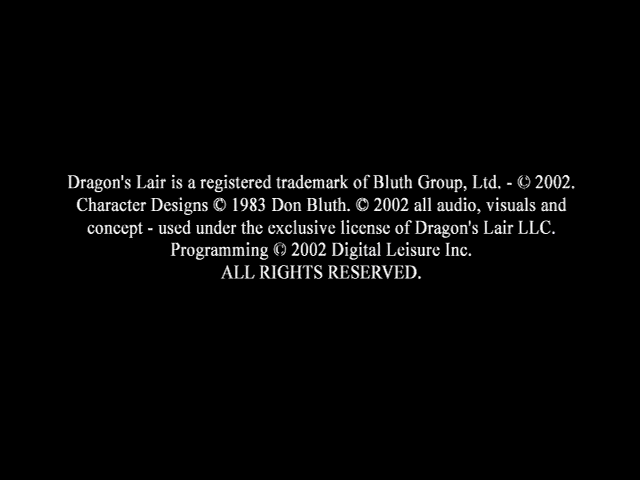 Dragon's Lair is a registered trademark of Bluth Group, Ltd. - © 2002.
Character Designs © 1983 Don Bluth. © 2002 all audio, visuals and
concept - used under the exclusive license of Dragon's Lair LLC.
Programming © 2002 Digital Leisure Inc.
ALL RIGHTS RESERVED.